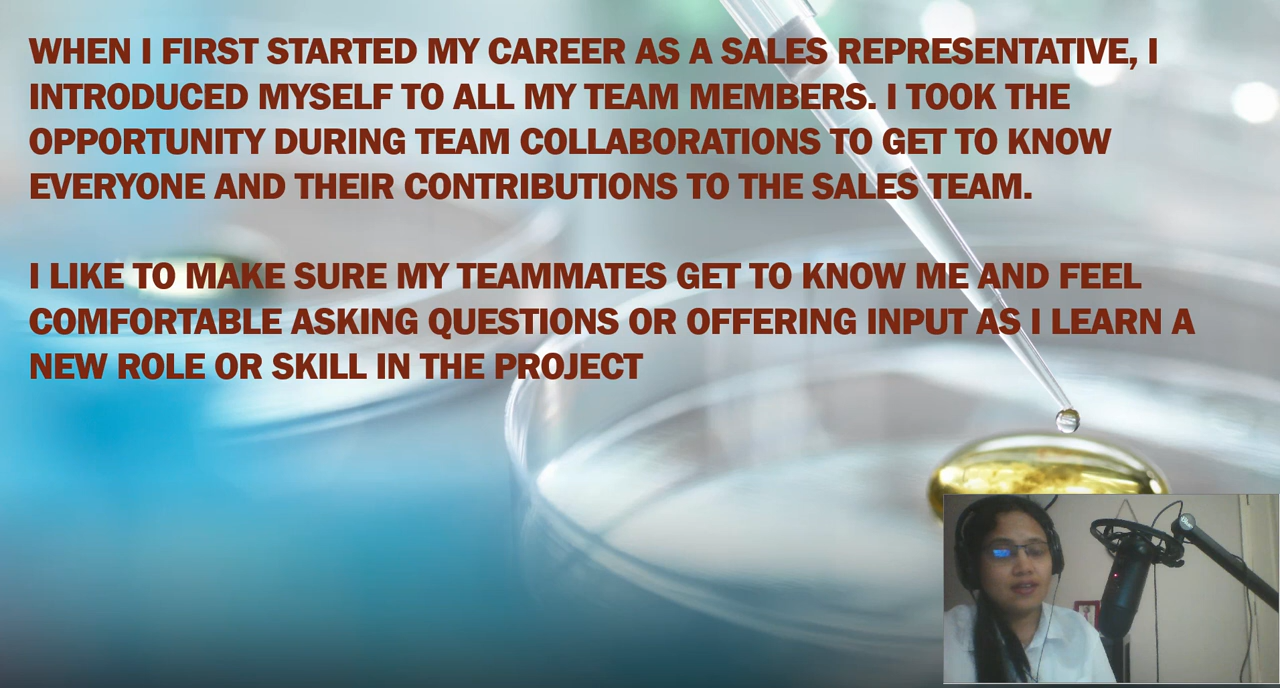 WHEN I FIRST STARTED MY CAREER AS A SALES REPRESENTATIVE, I
INTRODUCED MYSELF TO ALL MY TEAM MEMBERS. I TOOK THE
OPPORTUNITY DURING TEAM COLLABORATIONS TO GET TO KNOW
EVERYONE AND THEIR CONTRIBUTIONS TO THE SALES TEAM.
I LIKE TO MAKE SURE MY TEAMMATES GET TO KNOW ME AND FEEL
COMFORTABLE ASKING QUESTIONS OR OFFERING INPUT AS I LEARN A
NEW ROLE OR SKILL IN THE PROJECT